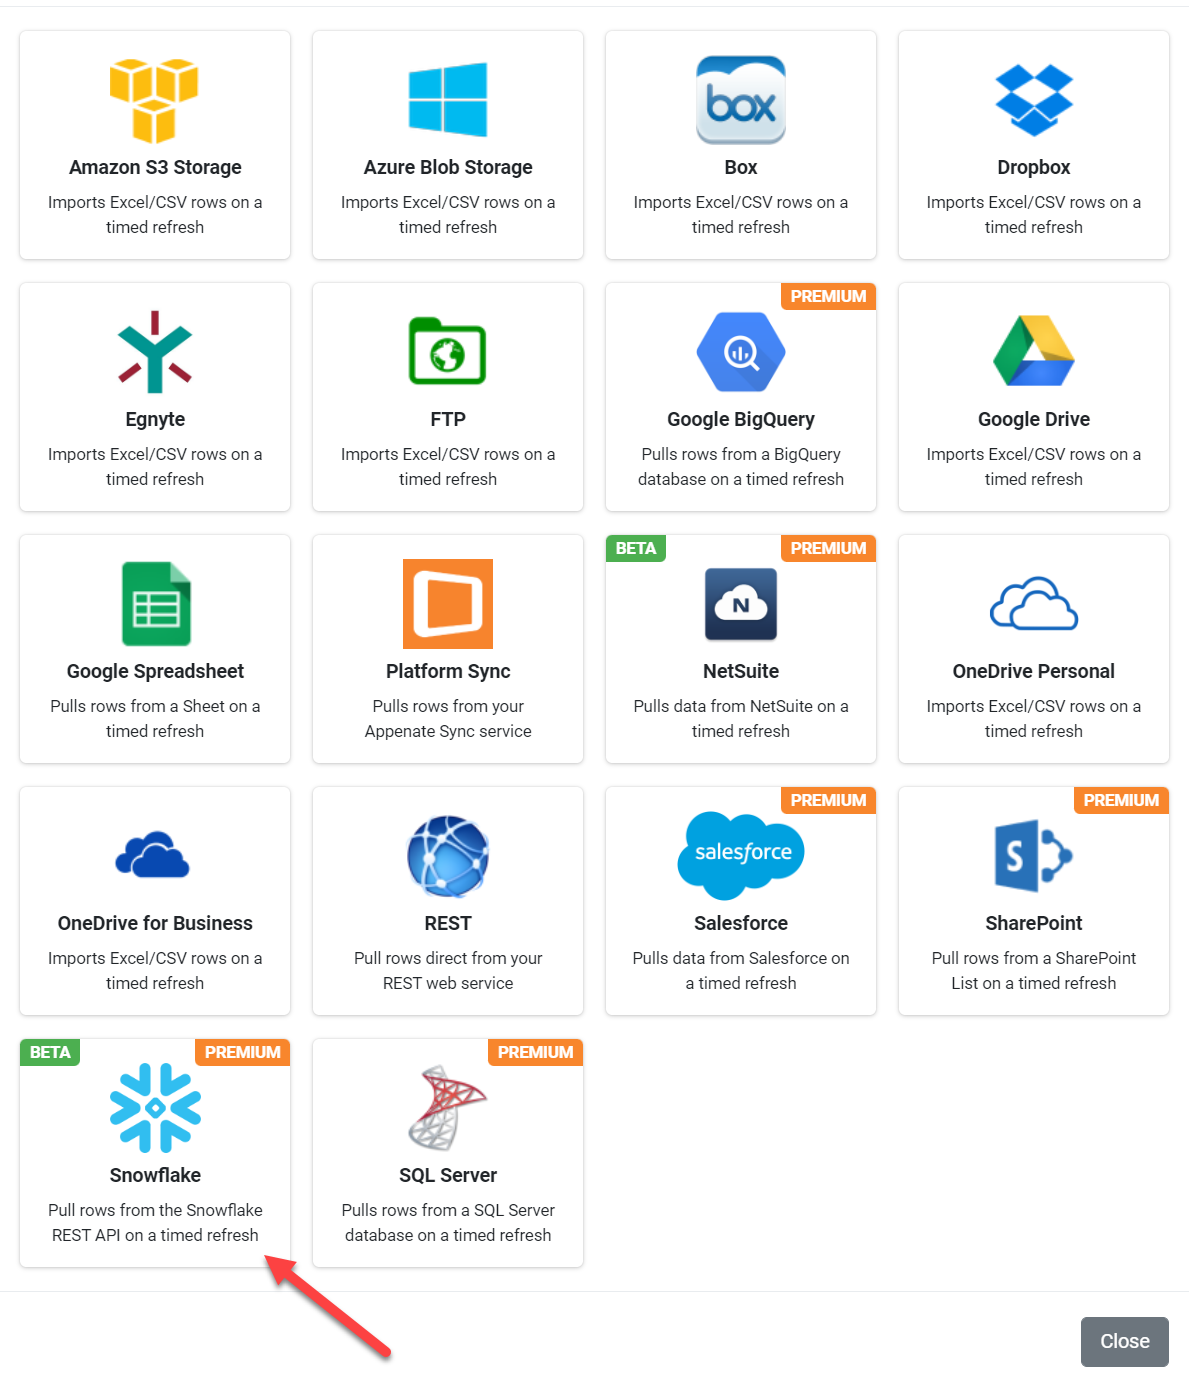 box
Amazon S3 Storage
Azure Blob Storage
Box
Dropbox
Imports Excel/CSV rows on a
timed refresh
Imports Excel/CSV rows on a
timed refresh
Imports Excel/CSV rows on a
timed refresh
Imports Excel/CSV rows on a
timed refresh
PREMIUM
Egnyte
FTP
Google BigQuery
Google Drive
Imports Excel/CSV rows on a
timed refresh
Imports Excel/CSV rows on a
timed refresh
Pulls rows from a BigQuery
database on a timed refresh
Imports Excel/CSV rows on a
timed refresh
BETA
PREMIUM
N
Google Spreadsheet
Platform Sync
NetSuite
OneDrive Personal
Pulls rows from a Sheet on a
timed refresh
Pulls rows from your
Appenate Sync service
Pulls data from NetSuite on a
timed refresh
Imports Excel/CSV rows on a
timed refresh
PREMIUM
PREMIUM
salesforce
S
OneDrive for Business
REST
Salesforce
SharePoint
Imports Excel/CSV rows on a
timed refresh
Pull rows direct from your
REST web service
Pulls data from Salesforce on
a timed refresh
Pull rows from a SharePoint
List on a timed refresh
BETA
PREMIUM
PREMIUM
Snowflake
SQL Server
Pull rows from the Snowflake
REST API on a timed refresh
Pulls rows from a SQL Server
database on a timed refresh
Close